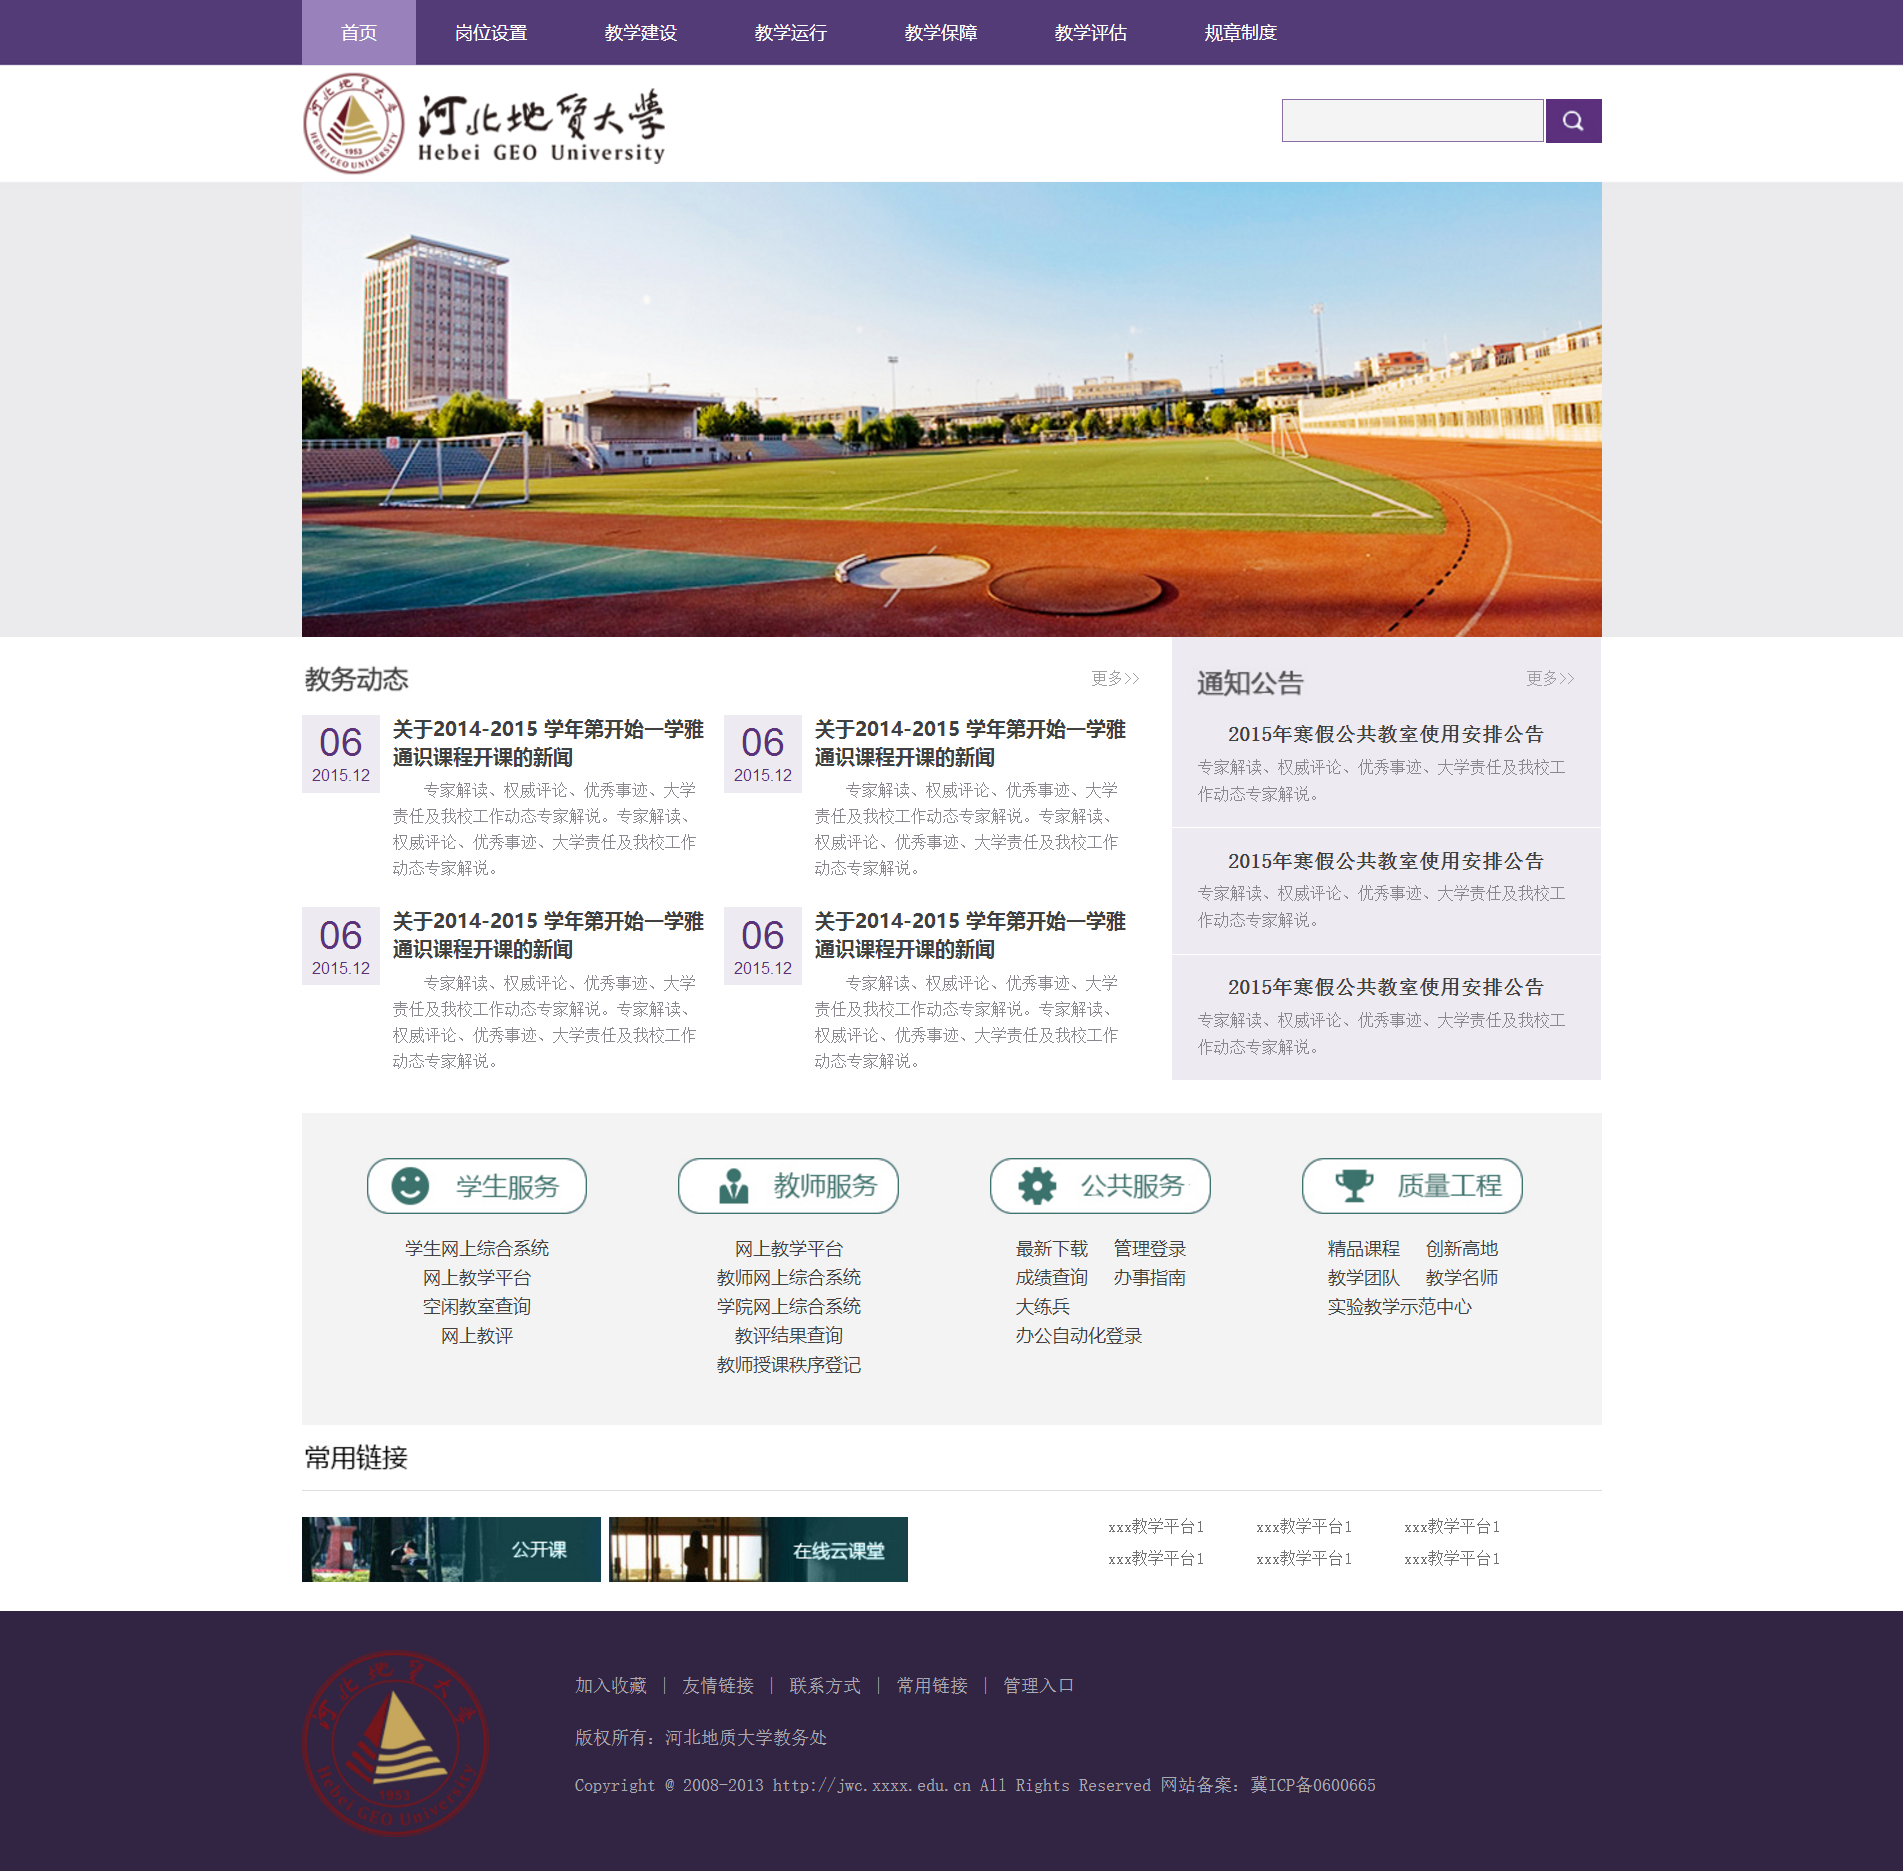 首页 岗位设置 教学建设 教学运行 教学保障 教学评估 规章制度
河北地质大学
Hebei GEO University
河北地质大学
1953
HEBEI GEO UNIVERSITY
教务动态 更多>>
06
2015.12
关于2014-2015 学年第开始一学雅
通识课程开课的新闻
专家解读、权威评论、优秀事迹、大学
责任及我校工作动态专家解说。专家解读、
权威评论、优秀事迹、大学责任及我校工作
动态专家解说。
06
2015.12
关于2014-2015 学年第开始一学雅
通识课程开课的新闻
专家解读、权威评论、优秀事迹、大学
责任及我校工作动态专家解说。专家解读、
权威评论、优秀事迹、大学责任及我校工作
动态专家解说。
06
2015.12
关于2014-2015 学年第开始一学雅
通识课程开课的新闻
专家解读、权威评论、优秀事迹、大学
责任及我校工作动态专家解说。专家解读、
权威评论、优秀事迹、大学责任及我校工作
动态专家解说。
06
2015.12
关于2014-2015 学年第开始一学雅
通识课程开课的新闻
专家解读、权威评论、优秀事迹、大学
责任及我校工作动态专家解说。专家解读、
权威评论、优秀事迹、大学责任及我校工作
动态专家解说。
通知公告 更多>>
2015年寒假公共教室使用安排公告
专家解读、权威评论、优秀事迹、大学责任及我校工
作动态专家解说。
2015年寒假公共教室使用安排公告
专家解读、权威评论、优秀事迹、大学责任及我校工
作动态专家解说。
2015年寒假公共教室使用安排公告
专家解读、权威评论、优秀事迹、大学责任及我校工
作动态专家解说。
学生服务
学生网上综合系统
网上教学平台
空闲教室查询
网上教评
教师服务
网上教学平台
教师网上综合系统
学院网上综合系统
教评结果查询
教师授课秩序登记
公共服务
最新下载 管理登录
成绩查询 办事指南
大练兵
办公自动化登录
质量工程
精品课程 创新高地
教学团队 教学名师
实验教学示范中心
常用链接
公开课
在线云课堂
xxx教学平台1 xxx教学平台1 xxx教学平台1
xxx教学平台1 xxx教学平台1 xxx教学平台1
河北地质大学
1953
Hebei GEO University
加入收藏 | 友情链接 | 联系方式 | 常用链接 | 管理入口
版权所有：河北地质大学教务处
Copyright @ 2008-2013 http://jwc.xxxx.edu.cn All Rights Reserved 网站备案：冀ICP备0600665